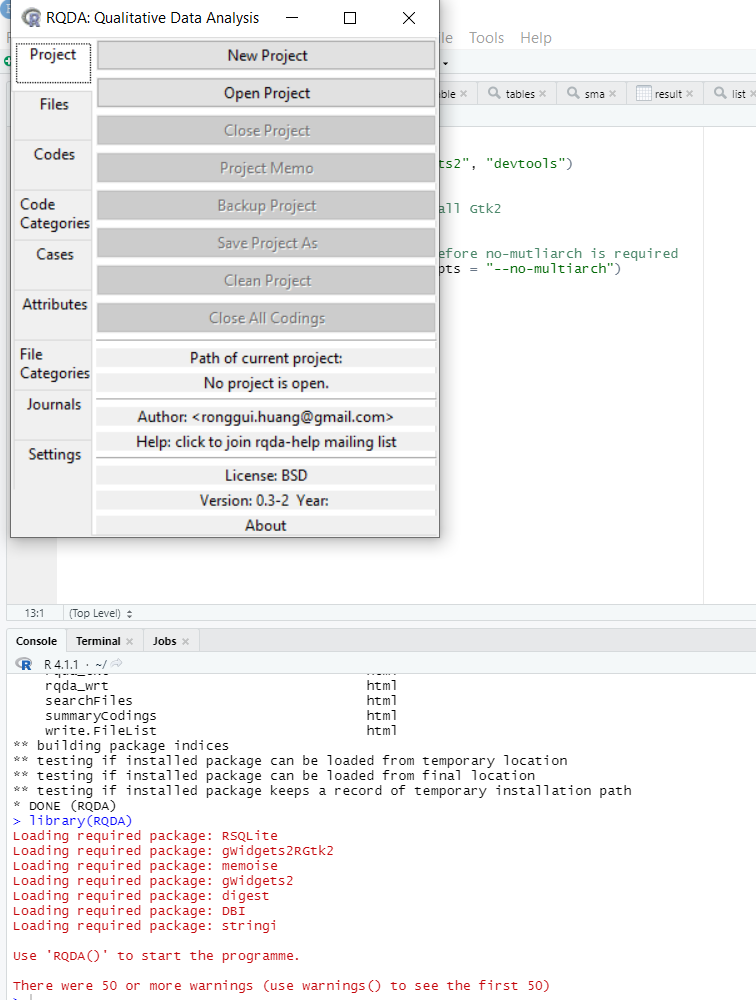 RQDA: Qualitative Data Analysis
Tools Help
Project
Files
Codes
Code
Categories
Cases
Attributes
File
Categories
Journals
Settings
New Project
Open Project
Close Project
Project Memo
Backup Project
Save Project As
Clean Project
Close All Codings
Path of current project:
No project is open.
Author: <ronggui.huang@gmail.com>
Help: click to join rqda-help mailing list
License: BSD
Version: 0.3-2 Year:
About
tables
sma
result
list
ts2", "devtools")
all Gtk2
efore no-mutliarch is required
pts = "--no-multiarch")
13:1 (Top Level)
Console Terminal Jobs
R 4.1.1 · ~/
rqda_wrt html
searchFiles html
summaryCodings html
write.FileList html
** building package indices
** testing if installed package can be loaded from temporary location
** testing if installed package can be loaded from final location
** testing if installed package keeps a record of temporary installation path
* DONE (RQDA)
> library(RQDA)
Loading required package: RSQLite
Loading required package: gWidgets2RGtk2
Loading required package: memoise
Loading required package: gWidgets2
Loading required package: digest
Loading required package: DBI
Loading required package: stringi
Use 'RQDA()' to start the programme.
There were 50 or more warnings (use warnings() to see the first 50)
>